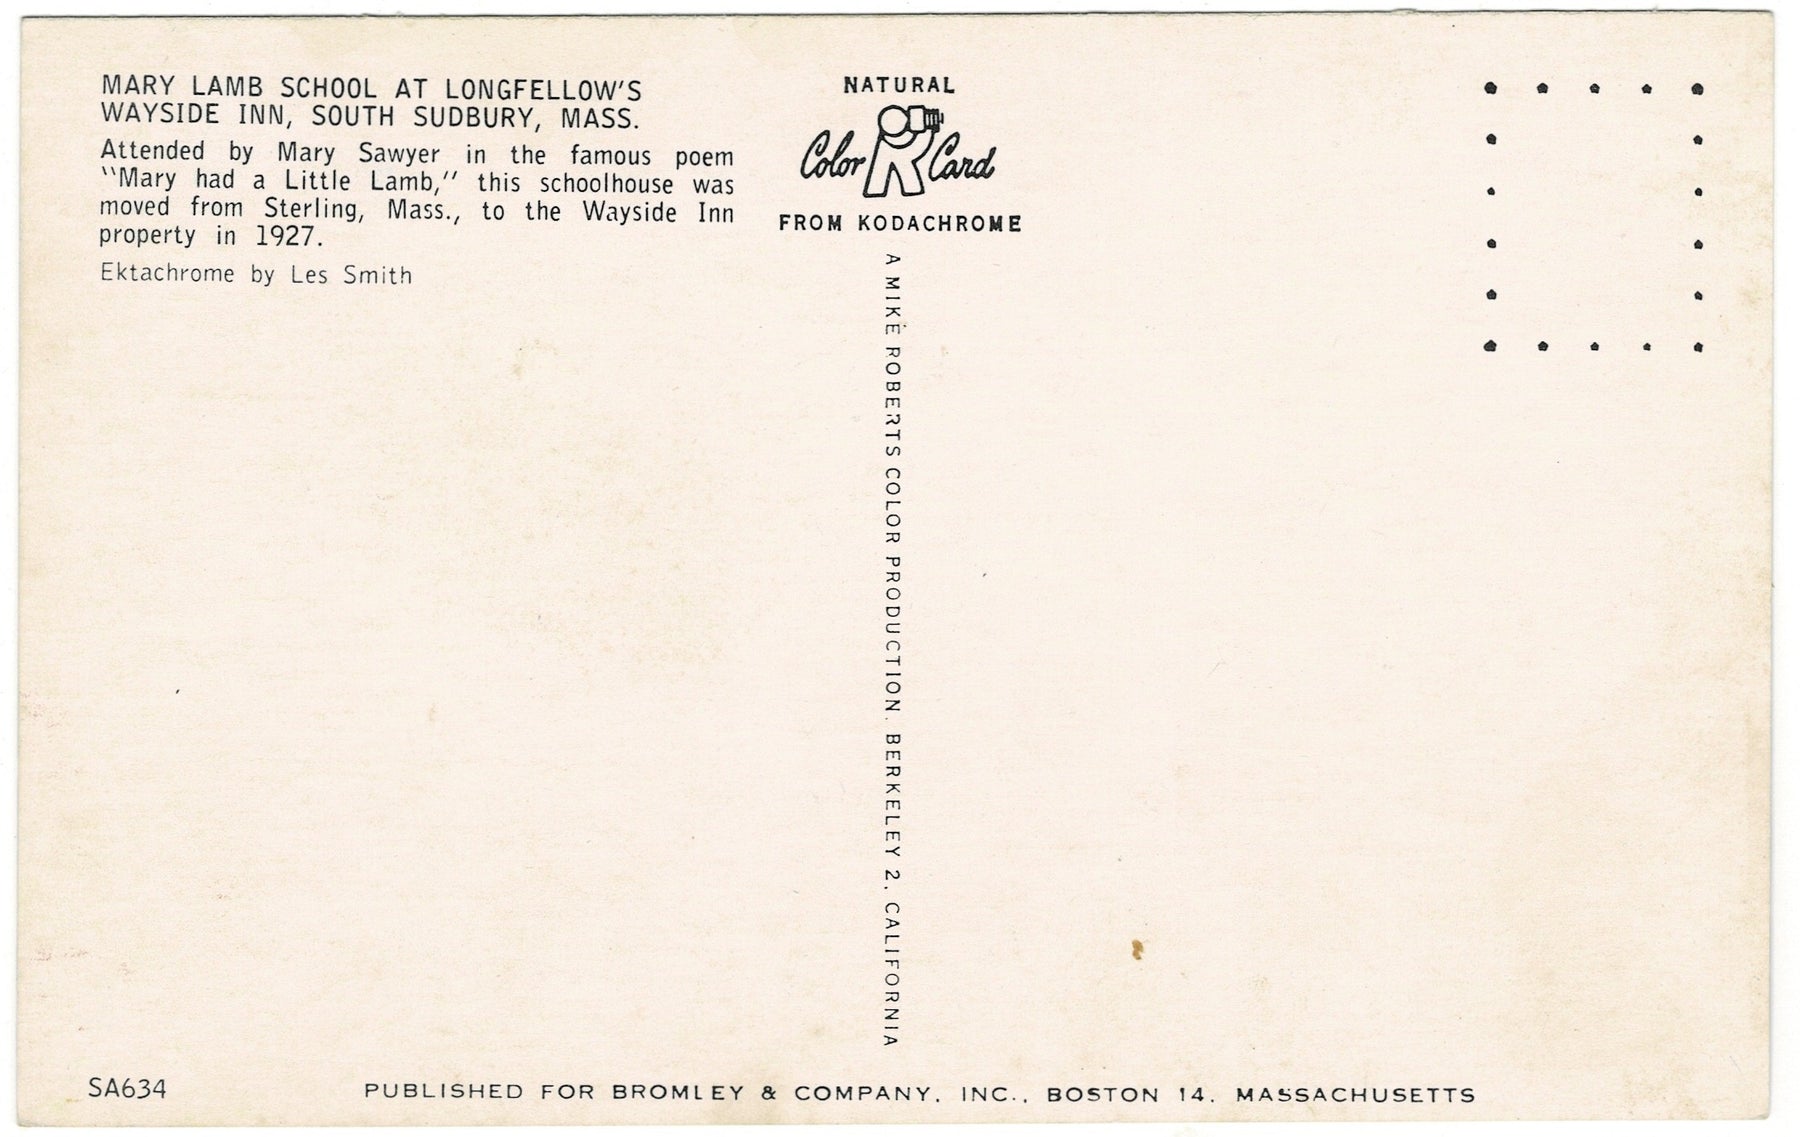 MARY LAMB SCHOOL AT LONGFELLOW'S
WAYSIDE INN, SOUTH SUDBURY, MASS.
Attended by Mary Sawyer in the famous poem
"Mary had a Little Lamb," this schoolhouse was
moved from Sterling, Mass., to the Wayside Inn
property in 1927.
Ektachrome by Les Smith
NATURAL
Color Card
FROM KODACHROME
A MIKE ROBERTS COLOR PRODUCTION. BERKELEY 2. CALIFORNIA
SA634
PUBLISHED FOR BROMLEY & COMPANY, INC., BOSTON 14. MASSACHUSETTS